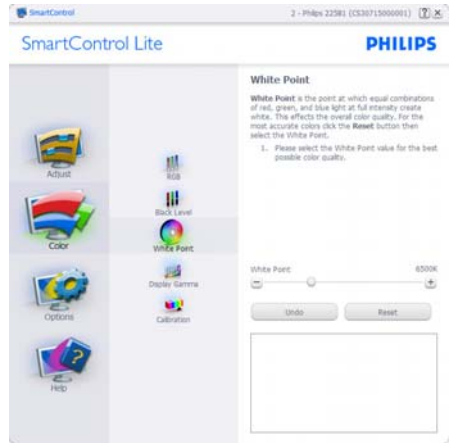 SmartControl
2 - Philips 225B1 (CS30715000001)
SmartControl Lite
PHILIPS
Adjust
Color
Options
Help
RGB
Black Level
White Point
Display Gamma
Calibration
White Point
White Point is the point at which equal combinations
of red, green, and blue light at full intensity create
white. This effects the overall color quality. For the
most accurate colors click the Reset button then
select the White Point.
1. Please select the White Point value for the best
possible color quality.
White Point 6500K
Undo Reset